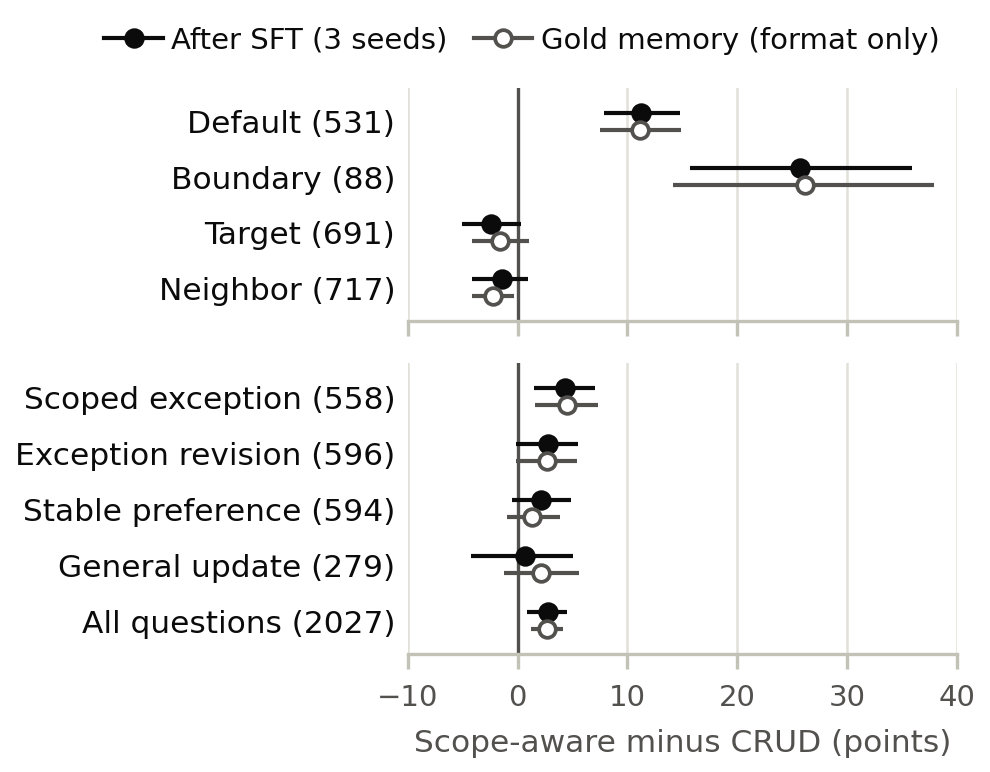 After SFT (3 seeds) Gold memory (format only)
Default (531)
Boundary (88)
Target (691)
Neighbor (717)
Scoped exception (558)
Exception revision (596)
Stable preference (594)
General update (279)
All questions (2027)
−10 0 10 20 30 40
Scope-aware minus CRUD (points)